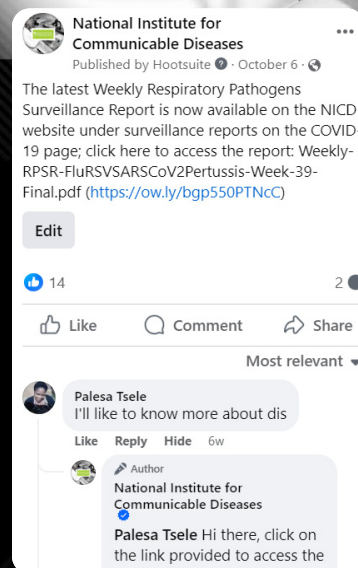 National Institute for
Communicable Diseases
Published by Hootsuite · October 6 ·
The latest Weekly Respiratory Pathogens
Surveillance Report is now available on the NICD
website under surveillance reports on the COVID-
19 page; click here to access the report: Weekly-
RPSR-FluRSVSARSCoV2Pertussis-Week-39-
Final.pdf (https://ow.ly/bgp550PTNcC)
Edit
14
2
Like Comment Share
Most relevant
Palesa Tsele
I'll like to know more about dis
Like Reply Hide 6w
Author
National Institute for
Communicable Diseases
Palesa Tsele Hi there, click on
the link provided to access the